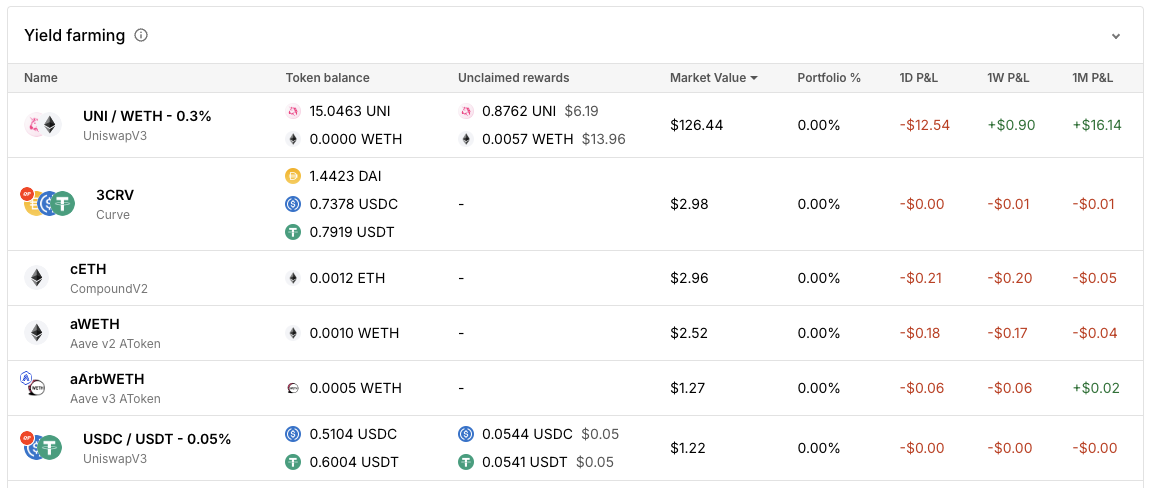 Yield farming
Name Token balance Unclaimed rewards Market Value Portfolio % 1D P&L 1W P&L 1M P&L
UNI / WETH - 0.3%
UniswapV3
15.0463 UNI
0.0000 WETH
0.8762 UNI $6.19
0.0057 WETH $13.96
$126.44 0.00% -$12.54 +$0.90 +$16.14
OP
3CRV
Curve
1.4423 DAI
0.7378 USDC
0.7919 USDT
-
$2.98 0.00% -$0.00 -$0.01 -$0.01
cETH
CompoundV2
0.0012 ETH
-
$2.96 0.00% -$0.21 -$0.20 -$0.05
aWETH
Aave v2 AToken
0.0010 WETH
-
$2.52 0.00% -$0.18 -$0.17 -$0.04
WETH
aArbWETH
Aave v3 AToken
0.0005 WETH
-
$1.27 0.00% -$0.06 -$0.06 +$0.02
OP
USDC / USDT - 0.05%
UniswapV3
0.5104 USDC
0.6004 USDT
0.0544 USDC $0.05
0.0541 USDT $0.05
$1.22 0.00% -$0.00 -$0.00 -$0.00